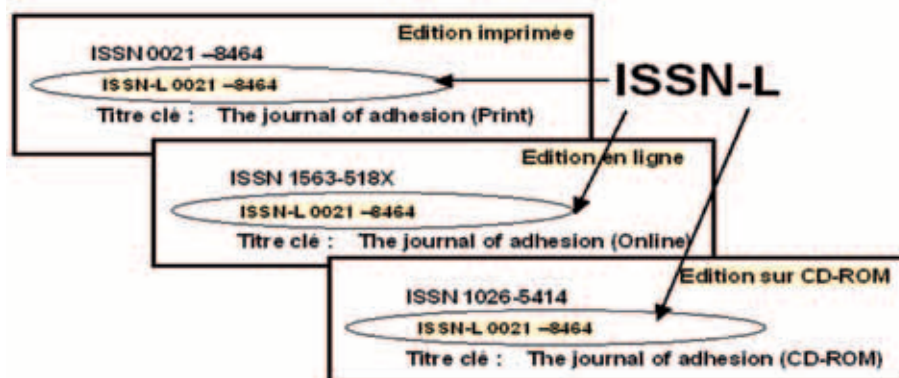 Edition imprimée
ISSN 0021 –8464
ISSN-L 0021 –8464
Titre clé : The journal of adhesion (Print)
ISSN-L
Edition en ligne
ISSN 1563-518X
ISSN-L 0021 –8464
Titre clé : The journal of adhesion (Online)
Edition sur CD-ROM
ISSN 1026-5414
ISSN-L 0021 –8464
Titre clé : The journal of adhesion (CD-ROM)